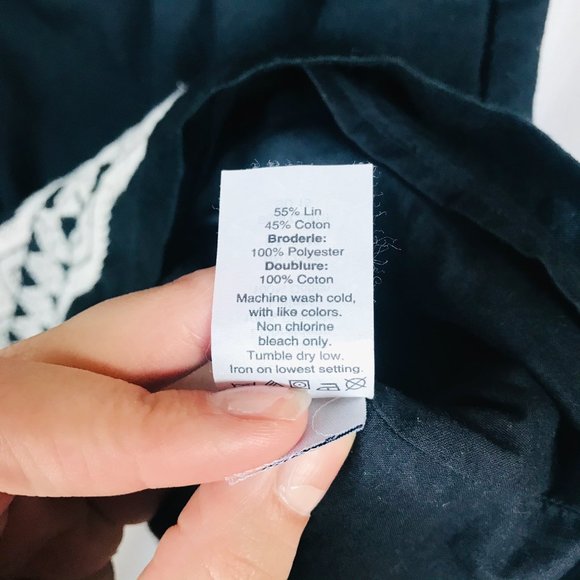 55% Lin
45% Coton
Broderie:
100% Polyester
Doublure:
100% Coton
Machine wash cold,
with like colors.
Non chlorine
bleach only.
Tumble dry low.
Iron on lowest setting.